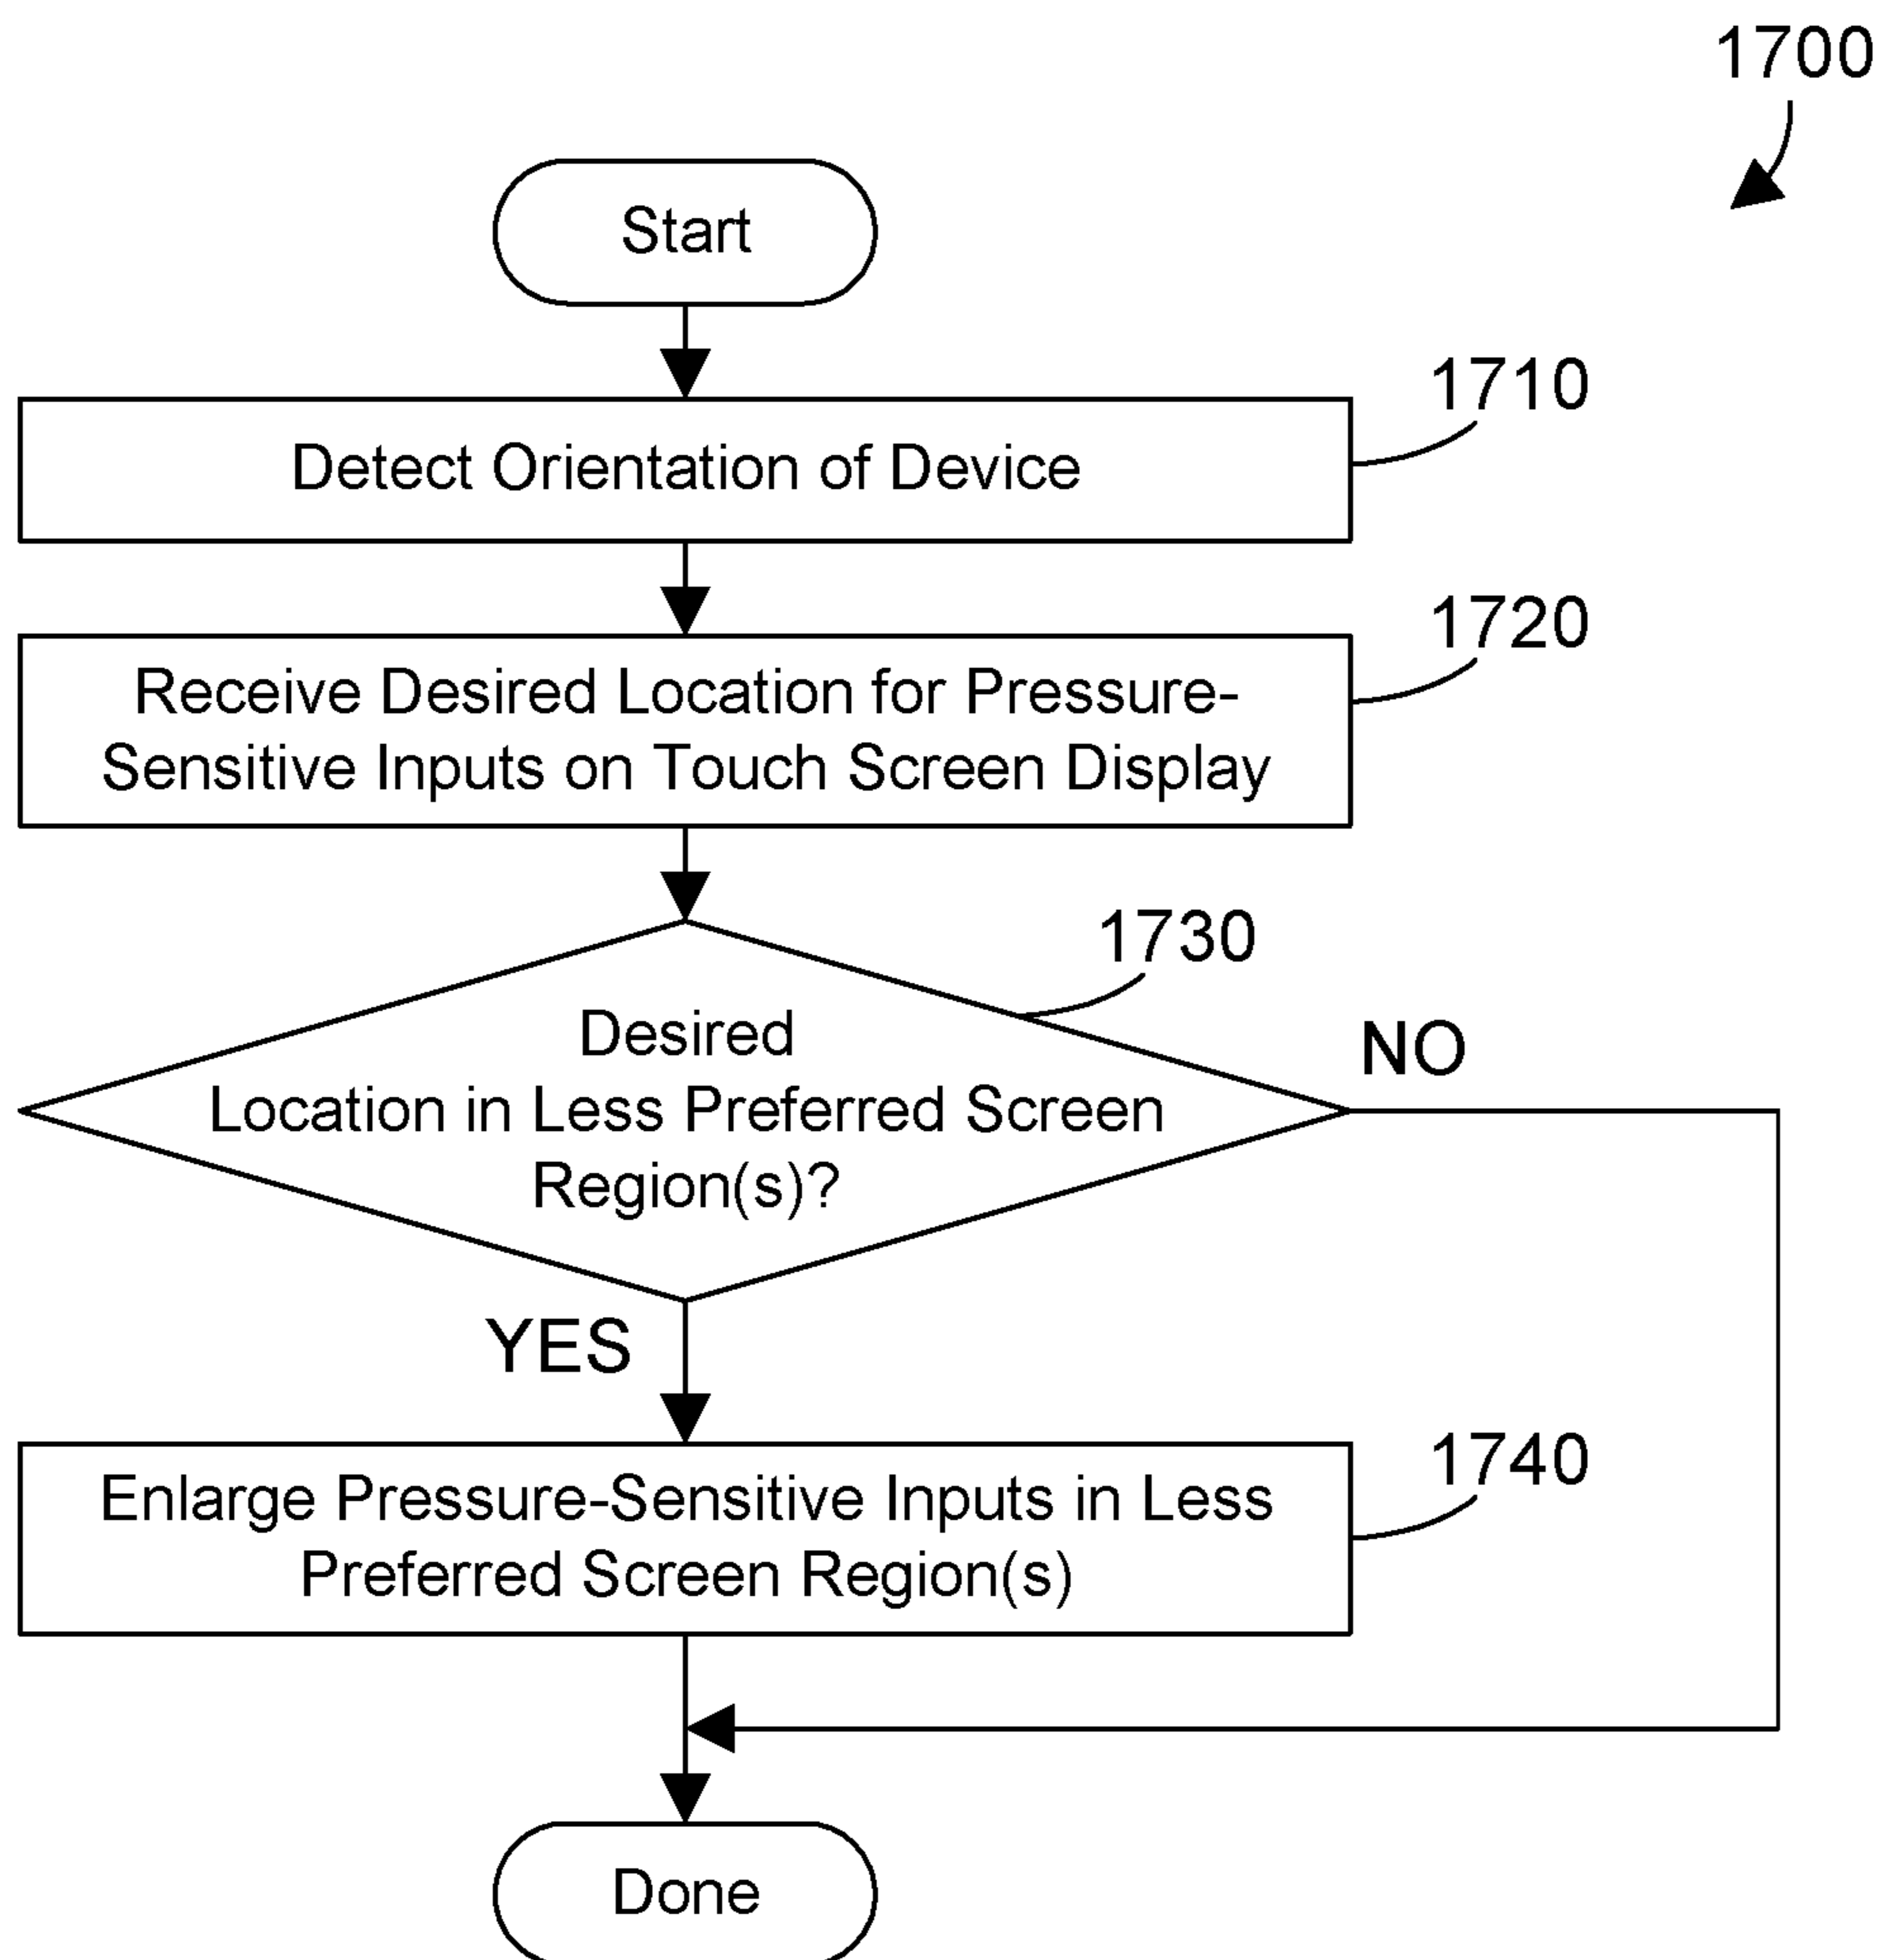 1700
Start
1710
Detect Orientation of Device
1720
Receive Desired Location for Pressure-
Sensitive Inputs on Touch Screen Display
1730
Desired
Location in Less Preferred Screen
Region(s)?
NO
YES
1740
Enlarge Pressure-Sensitive Inputs in Less
Preferred Screen Region(s)
Done